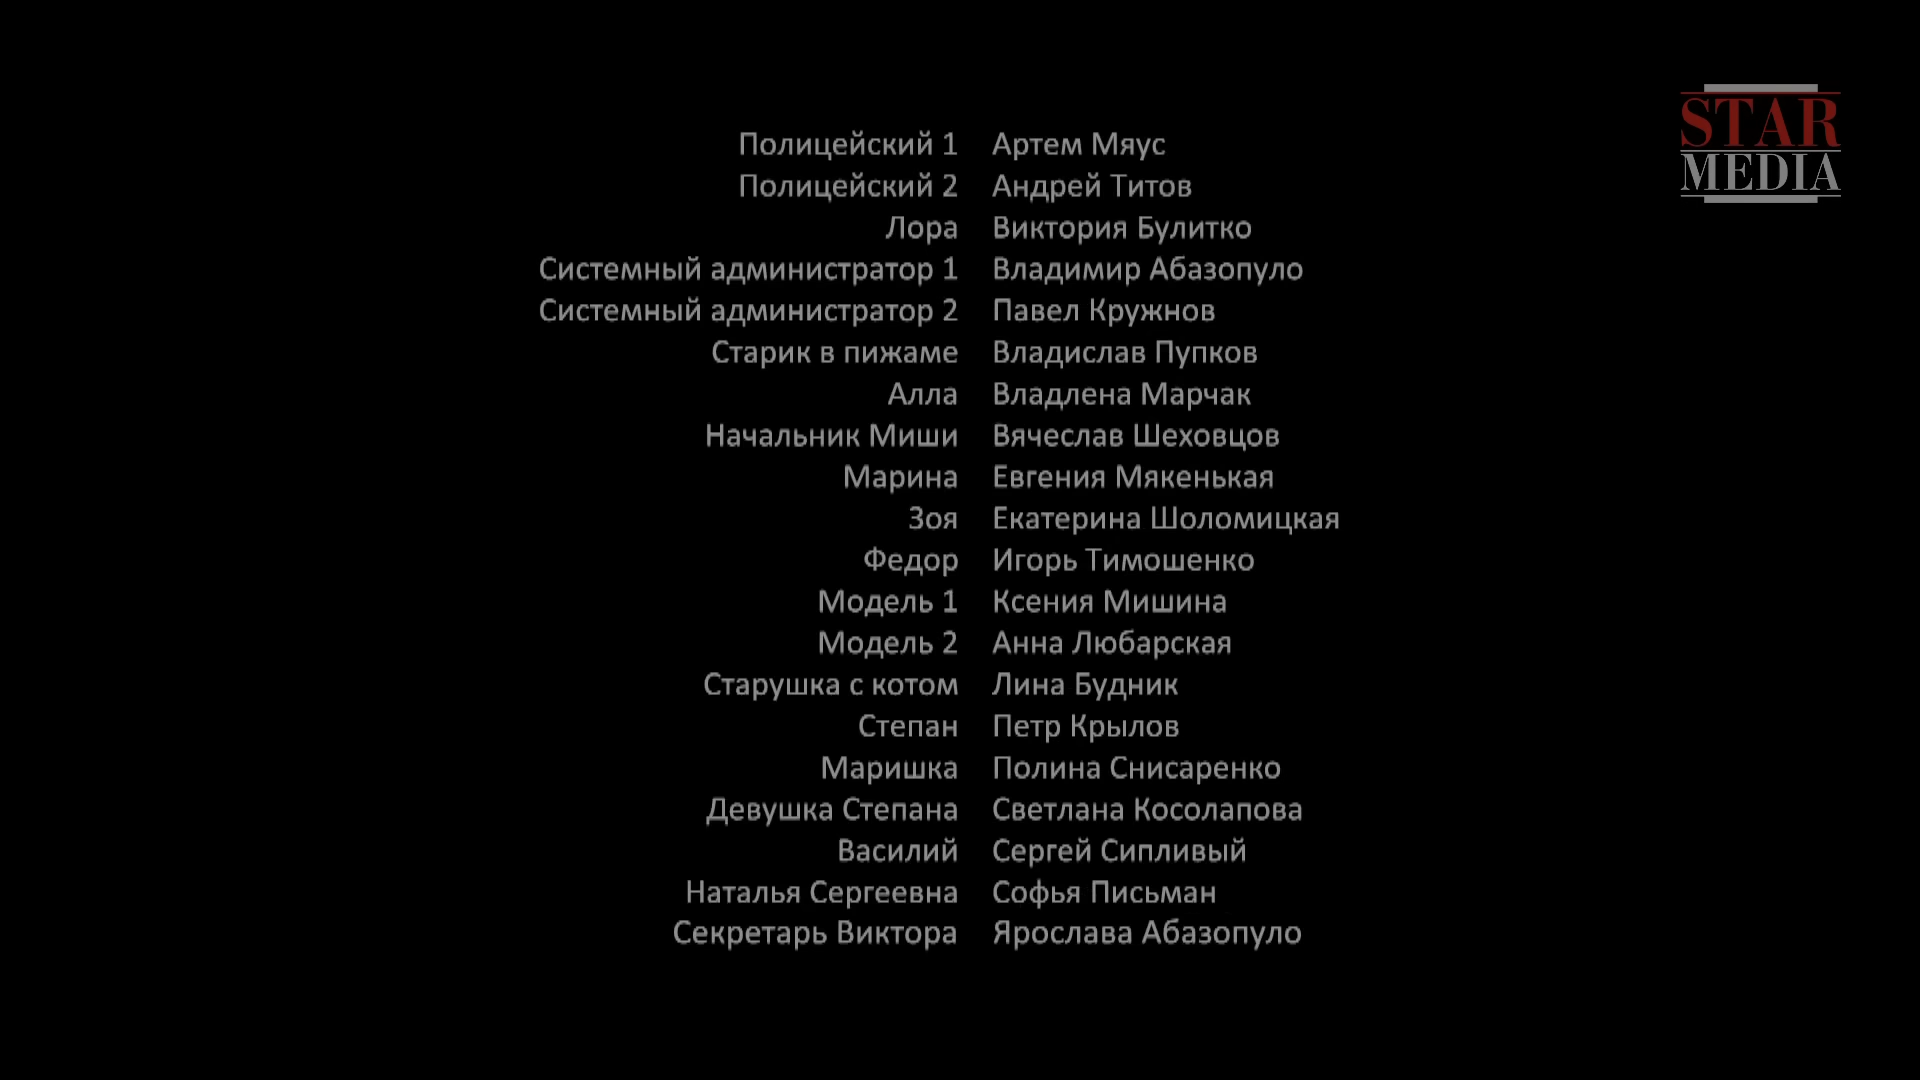 STAR
MEDIA
Полицейский 1 Артем Мяус
Полицейский 2 Андрей Титов
Лора Виктория Булитко
Системный администратор 1 Владимир Абазопуло
Системный администратор 2 Павел Кружнов
Старик в пижаме Владислав Пупков
Алла Владлена Марчак
Начальник Миши Вячеслав Шеховцов
Марина Евгения Мякенькая
Зоя Екатерина Шоломицкая
Федор Игорь Тимошенко
Модель 1 Ксения Мишина
Модель 2 Анна Любарская
Старушка с котом Лина Будник
Степан Петр Крылов
Маришка Полина Снисаренко
Девушка Степана Светлана Косолапова
Василий Сергей Сипливый
Наталья Сергеевна Софья Письман
Секретарь Виктора Ярослава Абазопуло